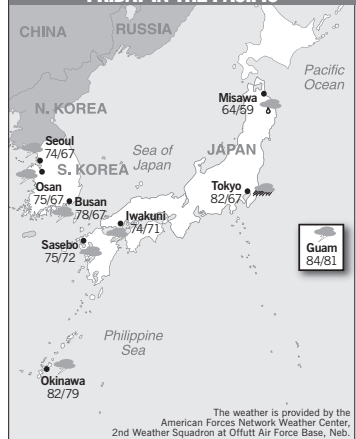 FRIDAY IN THE PACIFIC
CHINA
RUSSIA
Pacific
Ocean
Misawa
64/59
N. KOREA
Seoul
74/67
Sea of
Japan
JAPAN
S. KOREA
Osan
75/67
Busan
78/67
Tokyo
82/67
Iwakuni
74/71
Sasebo
75/72
Guam
84/81
Philippine
Sea
Okinawa
82/79
The weather is provided by the
American Forces Network Weather Center,
2nd Weather Squadron at Offutt Air Force Base, Neb.